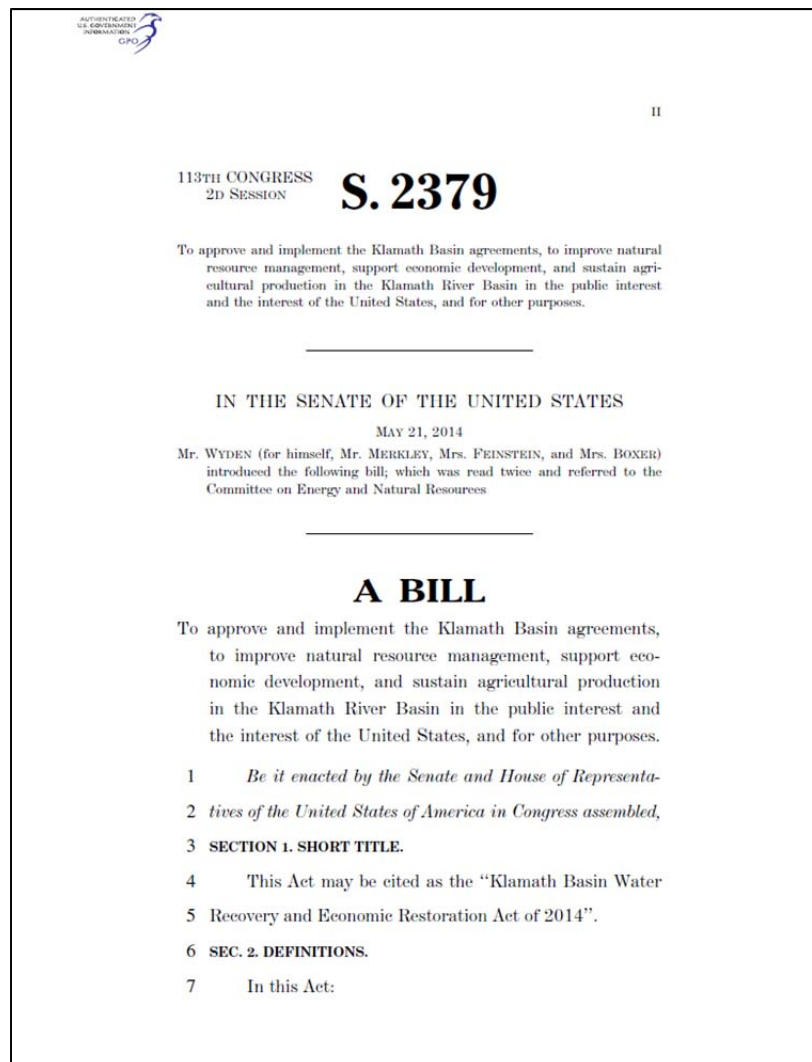 AUTHENTICATED
U.S. GOVERNMENT
INFORMATION
GPO
II
113TH CONGRESS
2D SESSION
S. 2379
To approve and implement the Klamath Basin agreements, to improve natural
resource management, support economic development, and sustain agri-
cultural production in the Klamath River Basin in the public interest
and the interest of the United States, and for other purposes.
IN THE SENATE OF THE UNITED STATES
MAY 21, 2014
Mr. WYDEN (for himself, Mr. MERKLEY, Mrs. FEINSTEIN, and Mrs. BOXER)
introduced the following bill; which was read twice and referred to the
Committee on Energy and Natural Resources
A BILL
To approve and implement the Klamath Basin agreements,
to improve natural resource management, support eco-
nomic development, and sustain agricultural production
in the Klamath River Basin in the public interest and
the interest of the United States, and for other purposes.
1 Be it enacted by the Senate and House of Representa-
2 tives of the United States of America in Congress assembled,
3 SECTION 1. SHORT TITLE.
4 This Act may be cited as the “Klamath Basin Water
5 Recovery and Economic Restoration Act of 2014”.
6 SEC. 2. DEFINITIONS.
7 In this Act: